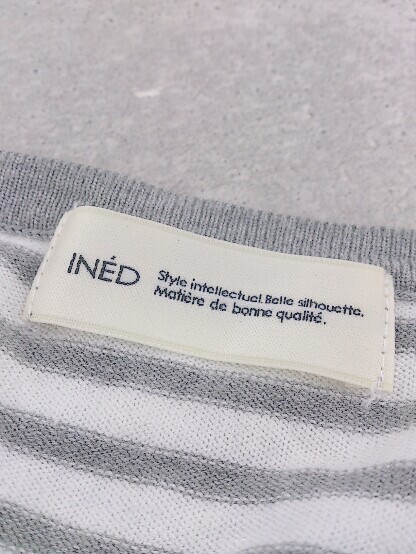 INÉD
Style intellectuel. Belle silhouette.
Matière de bonne qualité.